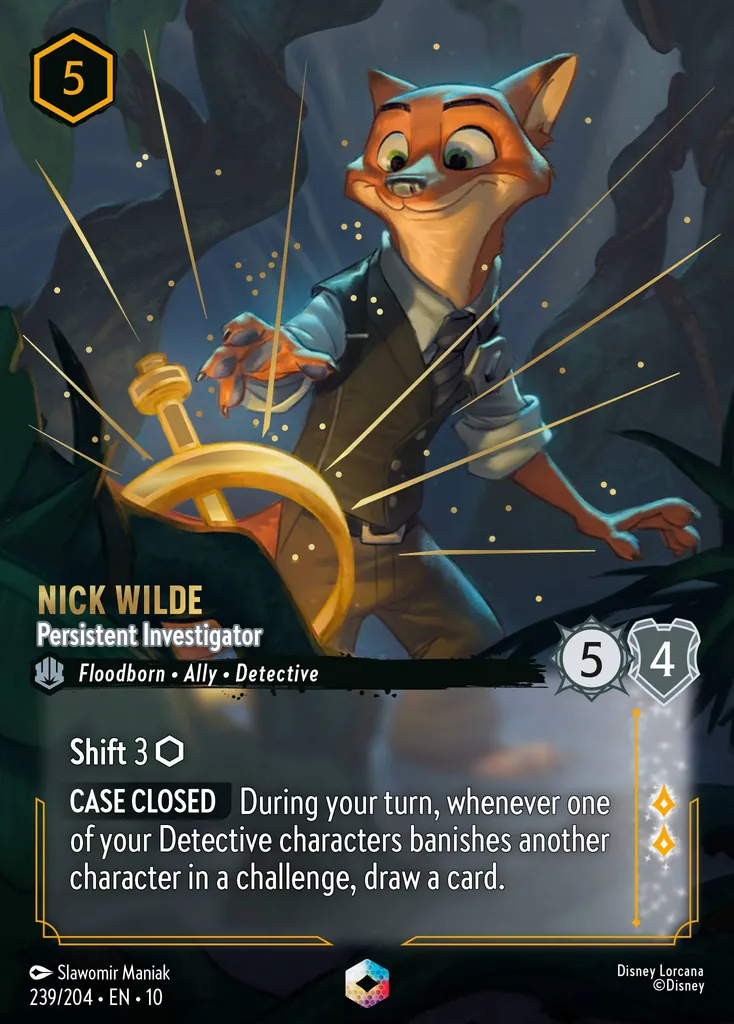 5
NICK WILDE
Persistent Investigator
Floodborn • Ally • Detective
5 4
Shift 3
CASE CLOSED During your turn, whenever one
of your Detective characters banishes another
character in a challenge, draw a card.
Slawomir Maniak
239/204 • EN • 10
Disney Lorcana
©Disney